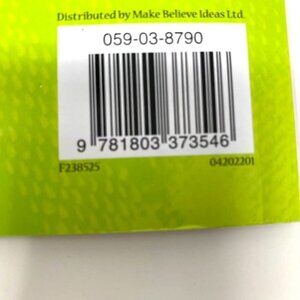 Distributed by Make Believe Ideas Ltd.
059-03-8790
9 781803 373546
F238525 04202201